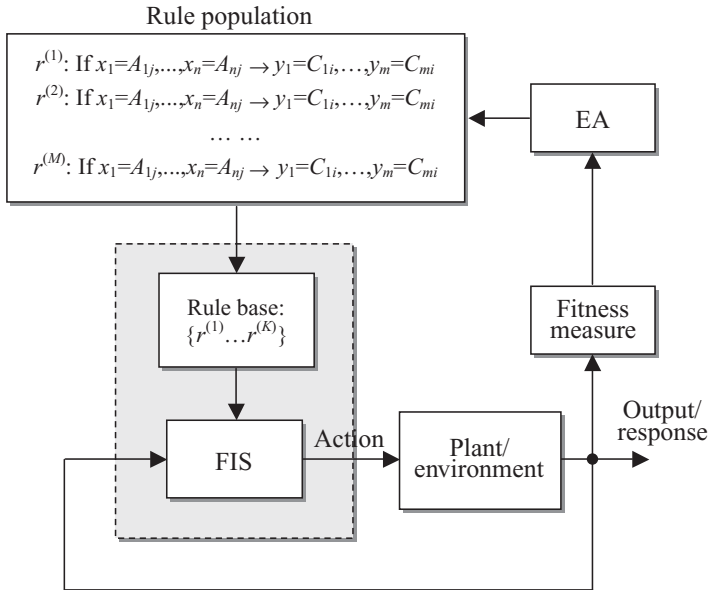 Rule population
r^(1): If x₁=A₁ⱼ,...,xₙ=Aₙⱼ → y₁=C₁ᵢ,…,yₘ=Cₘᵢ
r^(2): If x₁=A₁ⱼ,...,xₙ=Aₙⱼ → y₁=C₁ᵢ,…,yₘ=Cₘᵢ
… …
r^(M): If x₁=A₁ⱼ,...,xₙ=Aₙⱼ → y₁=C₁ᵢ,…,yₘ=Cₘᵢ
EA
Rule base:
{r^(1)…r^(K)}
Fitness
measure
FIS
Action
Plant/
environment
Output/
response